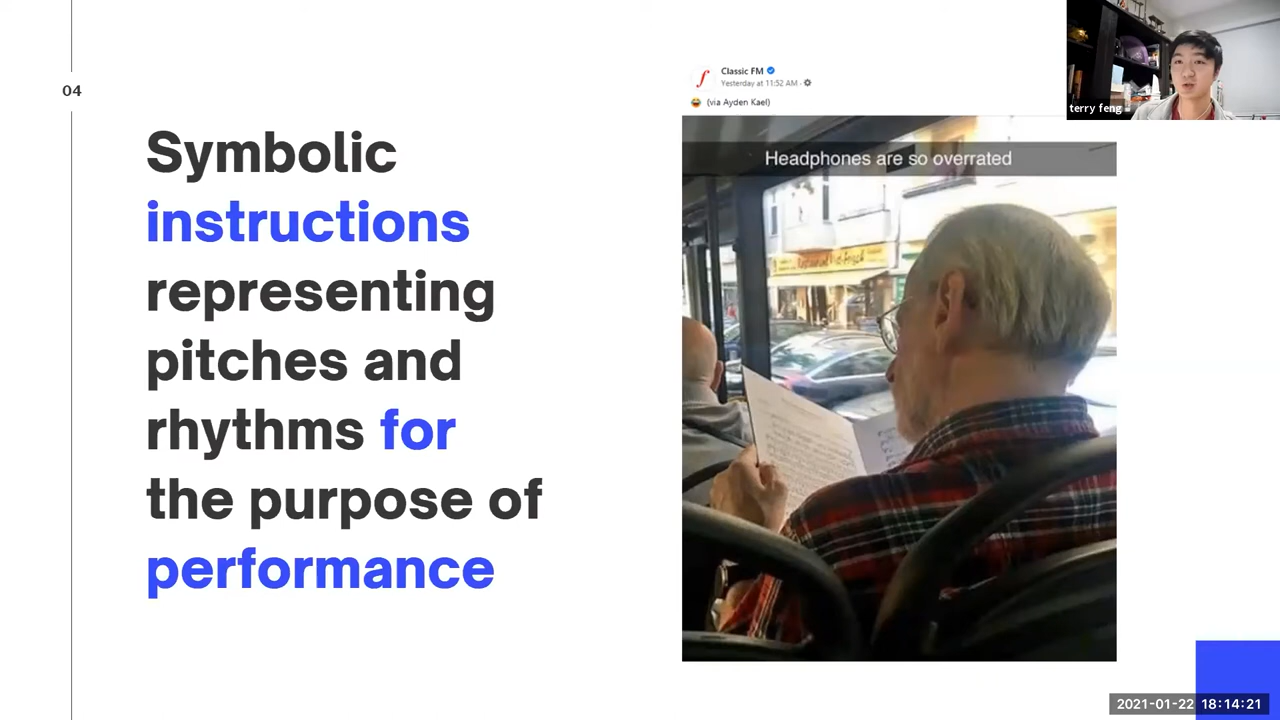 04
Symbolic
instructions
representing
pitches and
rhythms for
the purpose of
performance
Classic FM
Yesterday at 11:52 AM
(via Ayden Kael)
Headphones are so overrated
terry feng
2021-01-22 18:14:21